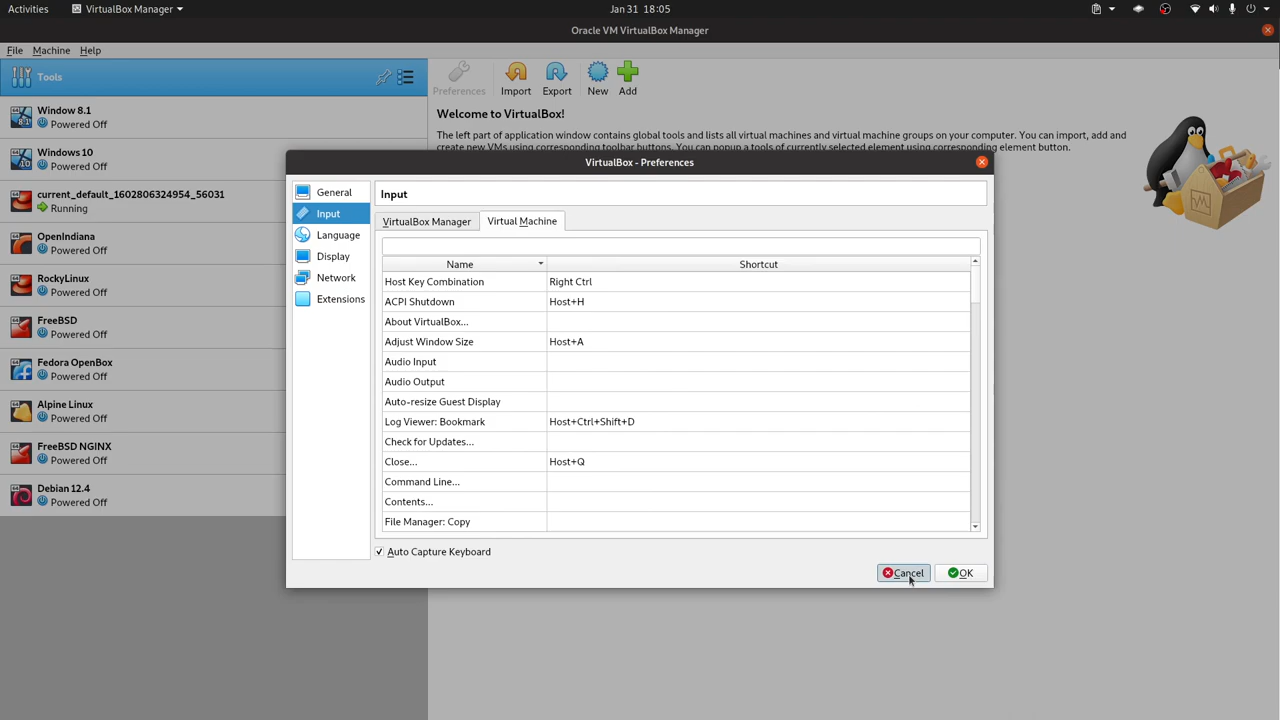 Activities
VirtualBox Manager
Jan 31 18:05
Oracle VM VirtualBox Manager
File Machine Help
Tools
Preferences
Import
Export
New
Add
Window 8.1
Powered Off
Windows 10
Powered Off
current_default_1602806324954_56031
Running
OpenIndiana
Powered Off
RockyLinux
Powered Off
FreeBSD
Powered Off
Fedora OpenBox
Powered Off
Alpine Linux
Powered Off
FreeBSD NGINX
Powered Off
Debian 12.4
Powered Off
Welcome to VirtualBox!
The left part of application window contains global tools and lists all virtual machines and virtual machine groups on your computer. You can import, add and
create new VMs using corresponding toolbar buttons. You can popup a tools of currently selected element using corresponding element button.
VirtualBox - Preferences
General
Input
Language
Display
Network
Extensions
Input
VirtualBox Manager
Virtual Machine
Name Shortcut
Host Key Combination Right Ctrl
ACPI Shutdown Host+H
About VirtualBox...
Adjust Window Size Host+A
Audio Input
Audio Output
Auto-resize Guest Display
Log Viewer: Bookmark Host+Ctrl+Shift+D
Check for Updates...
Close... Host+Q
Command Line...
Contents...
File Manager: Copy
Auto Capture Keyboard
Cancel
OK